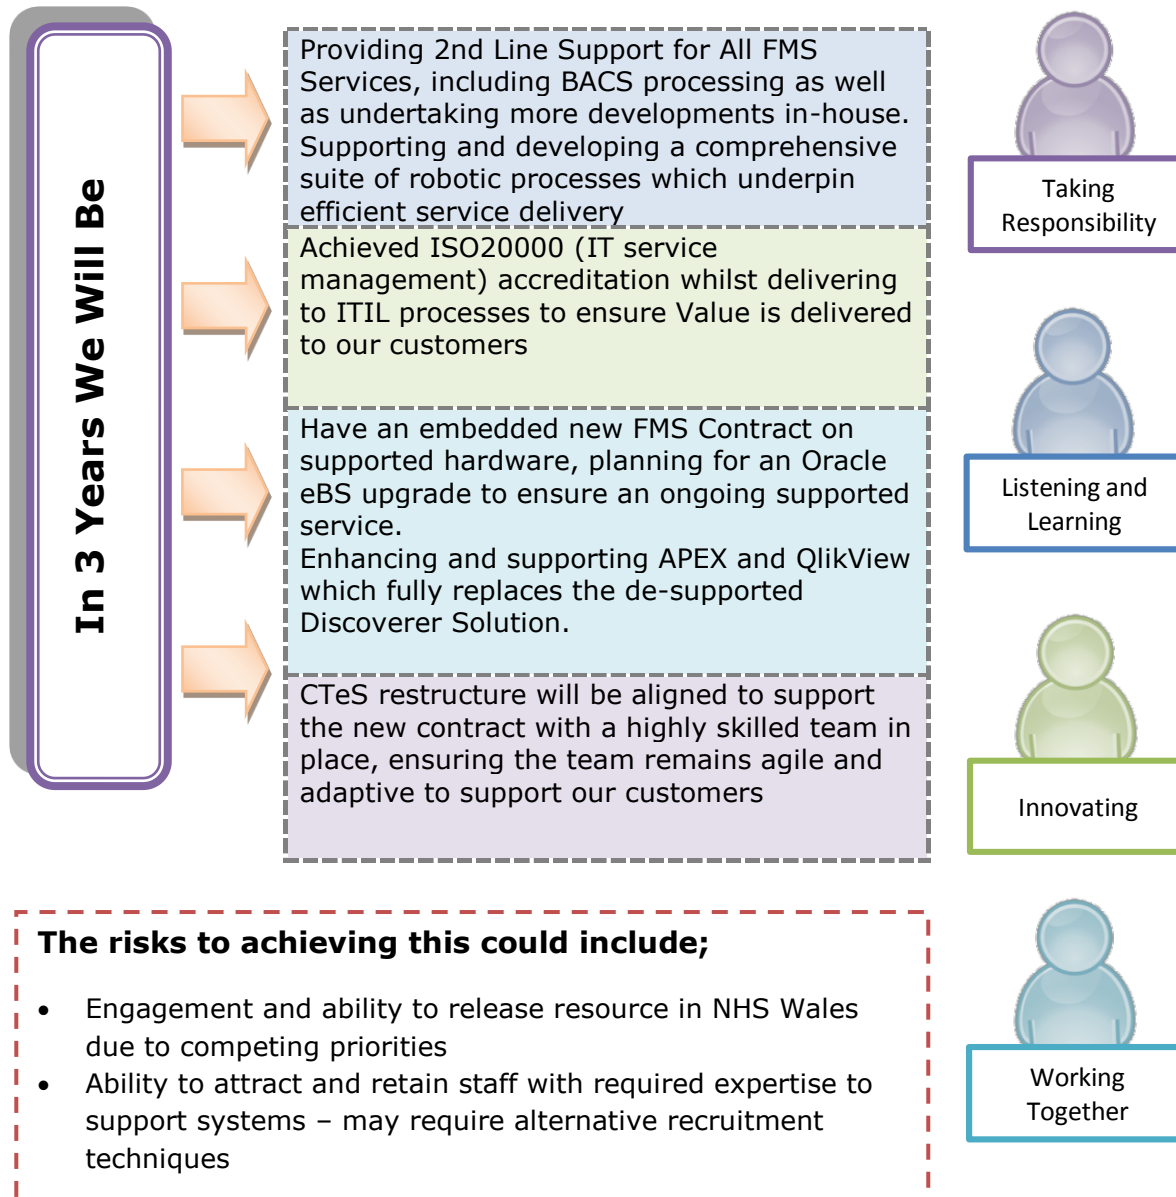 In 3 Years We Will Be
Providing 2nd Line Support for All FMS
Services, including BACS processing as well
as undertaking more developments in-house.
Supporting and developing a comprehensive
suite of robotic processes which underpin
efficient service delivery
Achieved ISO20000 (IT service
management) accreditation whilst delivering
to ITIL processes to ensure Value is delivered
to our customers
Have an embedded new FMS Contract on
supported hardware, planning for an Oracle
eBS upgrade to ensure an ongoing supported
service.
Enhancing and supporting APEX and QlikView
which fully replaces the de-supported
Discoverer Solution.
CTeS restructure will be aligned to support
the new contract with a highly skilled team in
place, ensuring the team remains agile and
adaptive to support our customers
Taking
Responsibility
Listening and
Learning
Innovating
Working
Together
The risks to achieving this could include;
• Engagement and ability to release resource in NHS Wales
due to competing priorities
• Ability to attract and retain staff with required expertise to
support systems – may require alternative recruitment
techniques